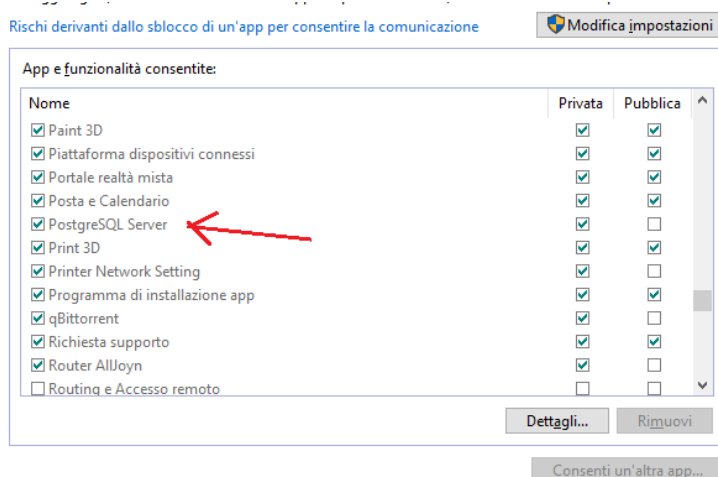 Rischi derivanti dallo sblocco di un'app per consentire la comunicazione
Modifica impostazioni
App e funzionalità consentite:
Nome Privata Pubblica
Paint 3D
Piattaforma dispositivi connessi
Portale realtà mista
Posta e Calendario
PostgreSQL Server
Print 3D
Printer Network Setting
Programma di installazione app
qBittorrent
Richiesta supporto
Router AllJoyn
Routing e Accesso remoto
Dettagli... Rimuovi
Consenti un'altra app...